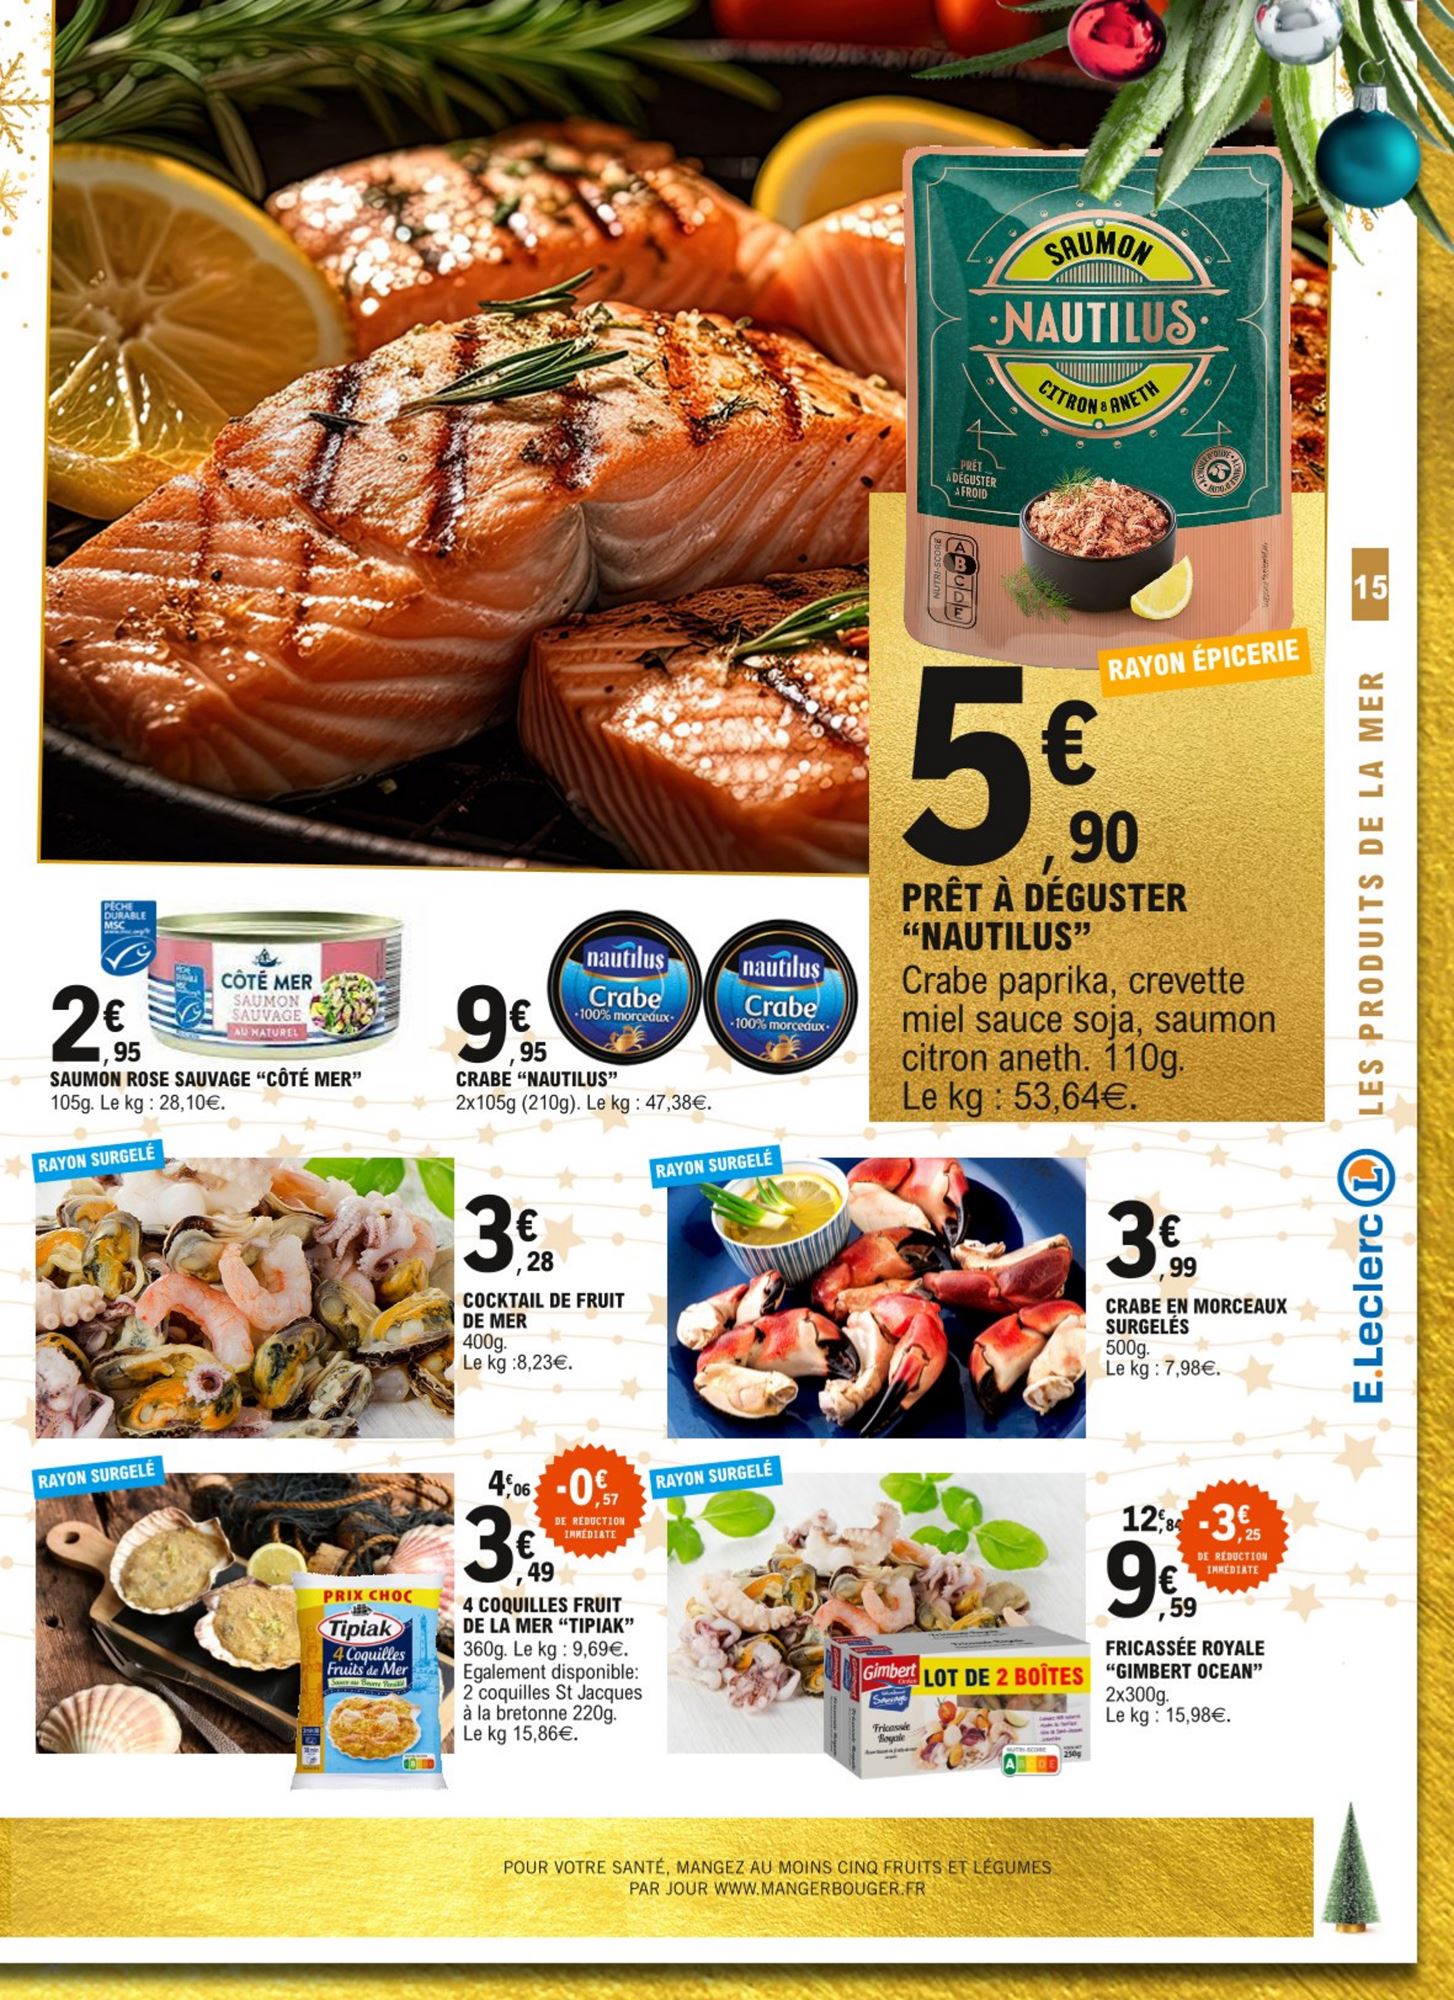 SAUMON
NAUTILUS
CITRON & ANETH
PRÊT
À DÉGUSTER
À FROID
NUTRI-SCORE
A
B
C
D
E
RAYON ÉPICERIE
5€,90
PRÊT À DÉGUSTER
“NAUTILUS”
Crabe paprika, crevette
miel sauce soja, saumon
citron aneth. 110g.
Le kg : 53,64€.
15
LES PRODUITS DE LA MER
E.Leclerc L
PÊCHE
DURABLE
MSC
CÔTÉ MER
SAUMON
SAUVAGE
AU NATUREL
2€,95
SAUMON ROSE SAUVAGE “CÔTÉ MER”
105g. Le kg : 28,10€.
nautilus
Crabe
·100% morceaux·
nautilus
Crabe
·100% morceaux·
9€,95
CRABE “NAUTILUS”
2x105g (210g). Le kg : 47,38€.
RAYON SURGELÉ
3€,28
COCKTAIL DE FRUIT
DE MER
400g.
Le kg :8,23€.
RAYON SURGELÉ
3€,99
CRABE EN MORCEAUX
SURGELÉS
500g.
Le kg : 7,98€.
RAYON SURGELÉ
PRIX CHOC
Tipiak
4 Coquilles
Fruits de Mer
4€,06
-0€,57
DE RÉDUCTION
IMMÉDIATE
3€,49
4 COQUILLES FRUIT
DE LA MER “TIPIAK”
360g. Le kg : 9,69€.
Egalement disponible:
2 coquilles St Jacques
à la bretonne 220g.
Le kg 15,86€.
RAYON SURGELÉ
Gimbert
LOT DE 2 BOÎTES
Sauvage
Fricassée
Royale
NUTRI-SCORE
250g
12€,84
-3€,25
DE RÉDUCTION
IMMÉDIATE
9€,59
FRICASSÉE ROYALE
“GIMBERT OCEAN”
2x300g.
Le kg : 15,98€.
POUR VOTRE SANTÉ, MANGEZ AU MOINS CINQ FRUITS ET LÉGUMES
PAR JOUR WWW.MANGERBOUGER.FR